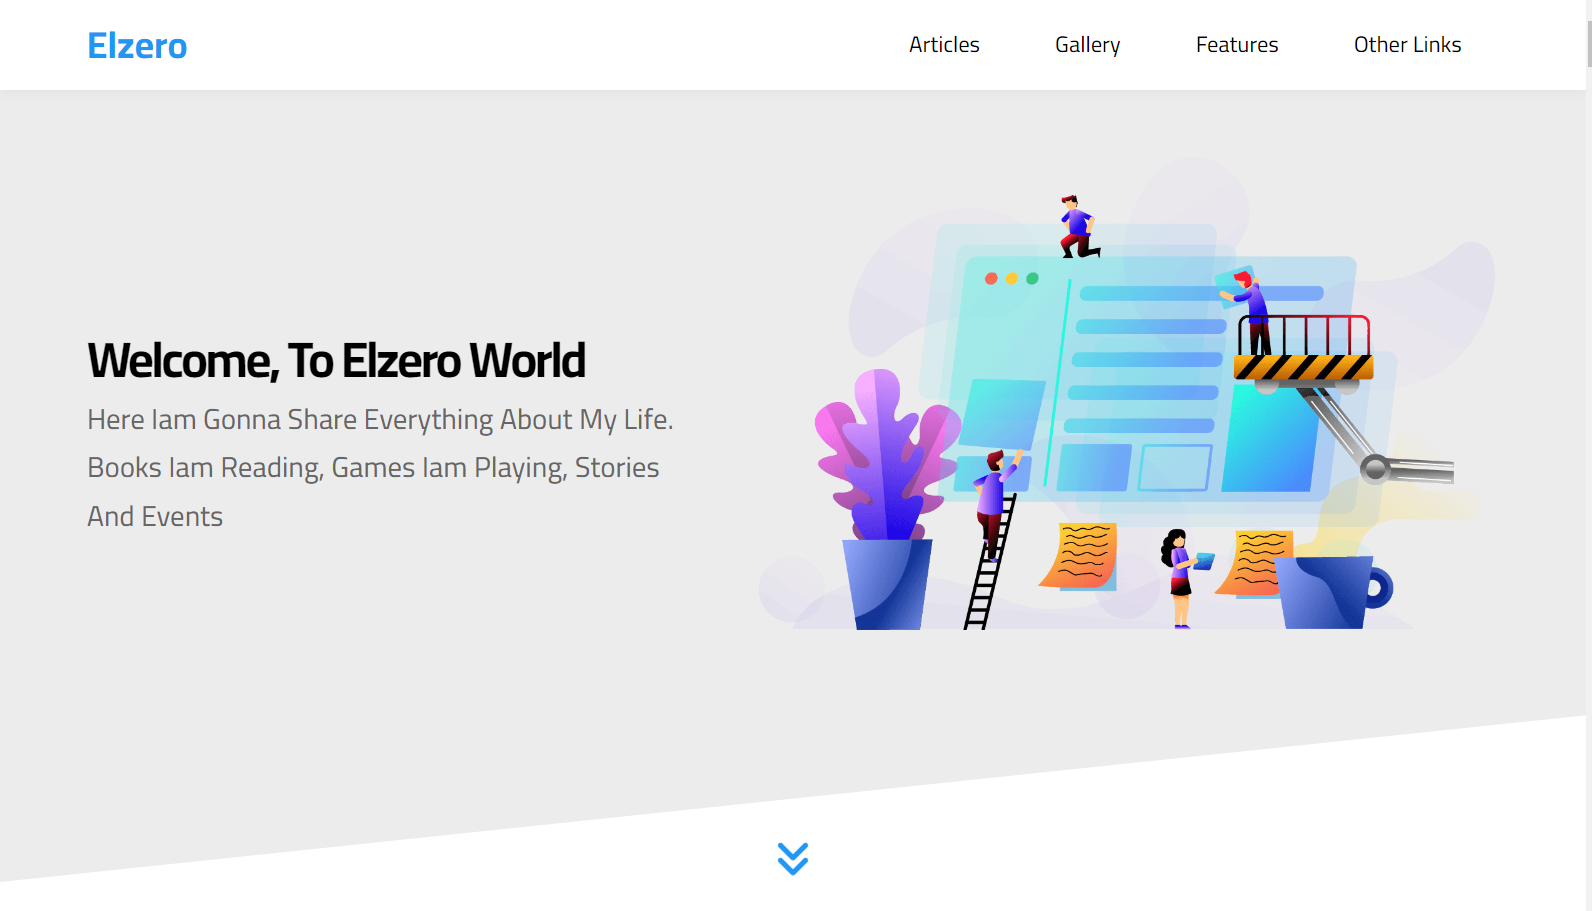 Elzero
Articles
Gallery
Features
Other Links
Welcome, To Elzero World
Here Iam Gonna Share Everything About My Life.
Books Iam Reading, Games Iam Playing, Stories
And Events